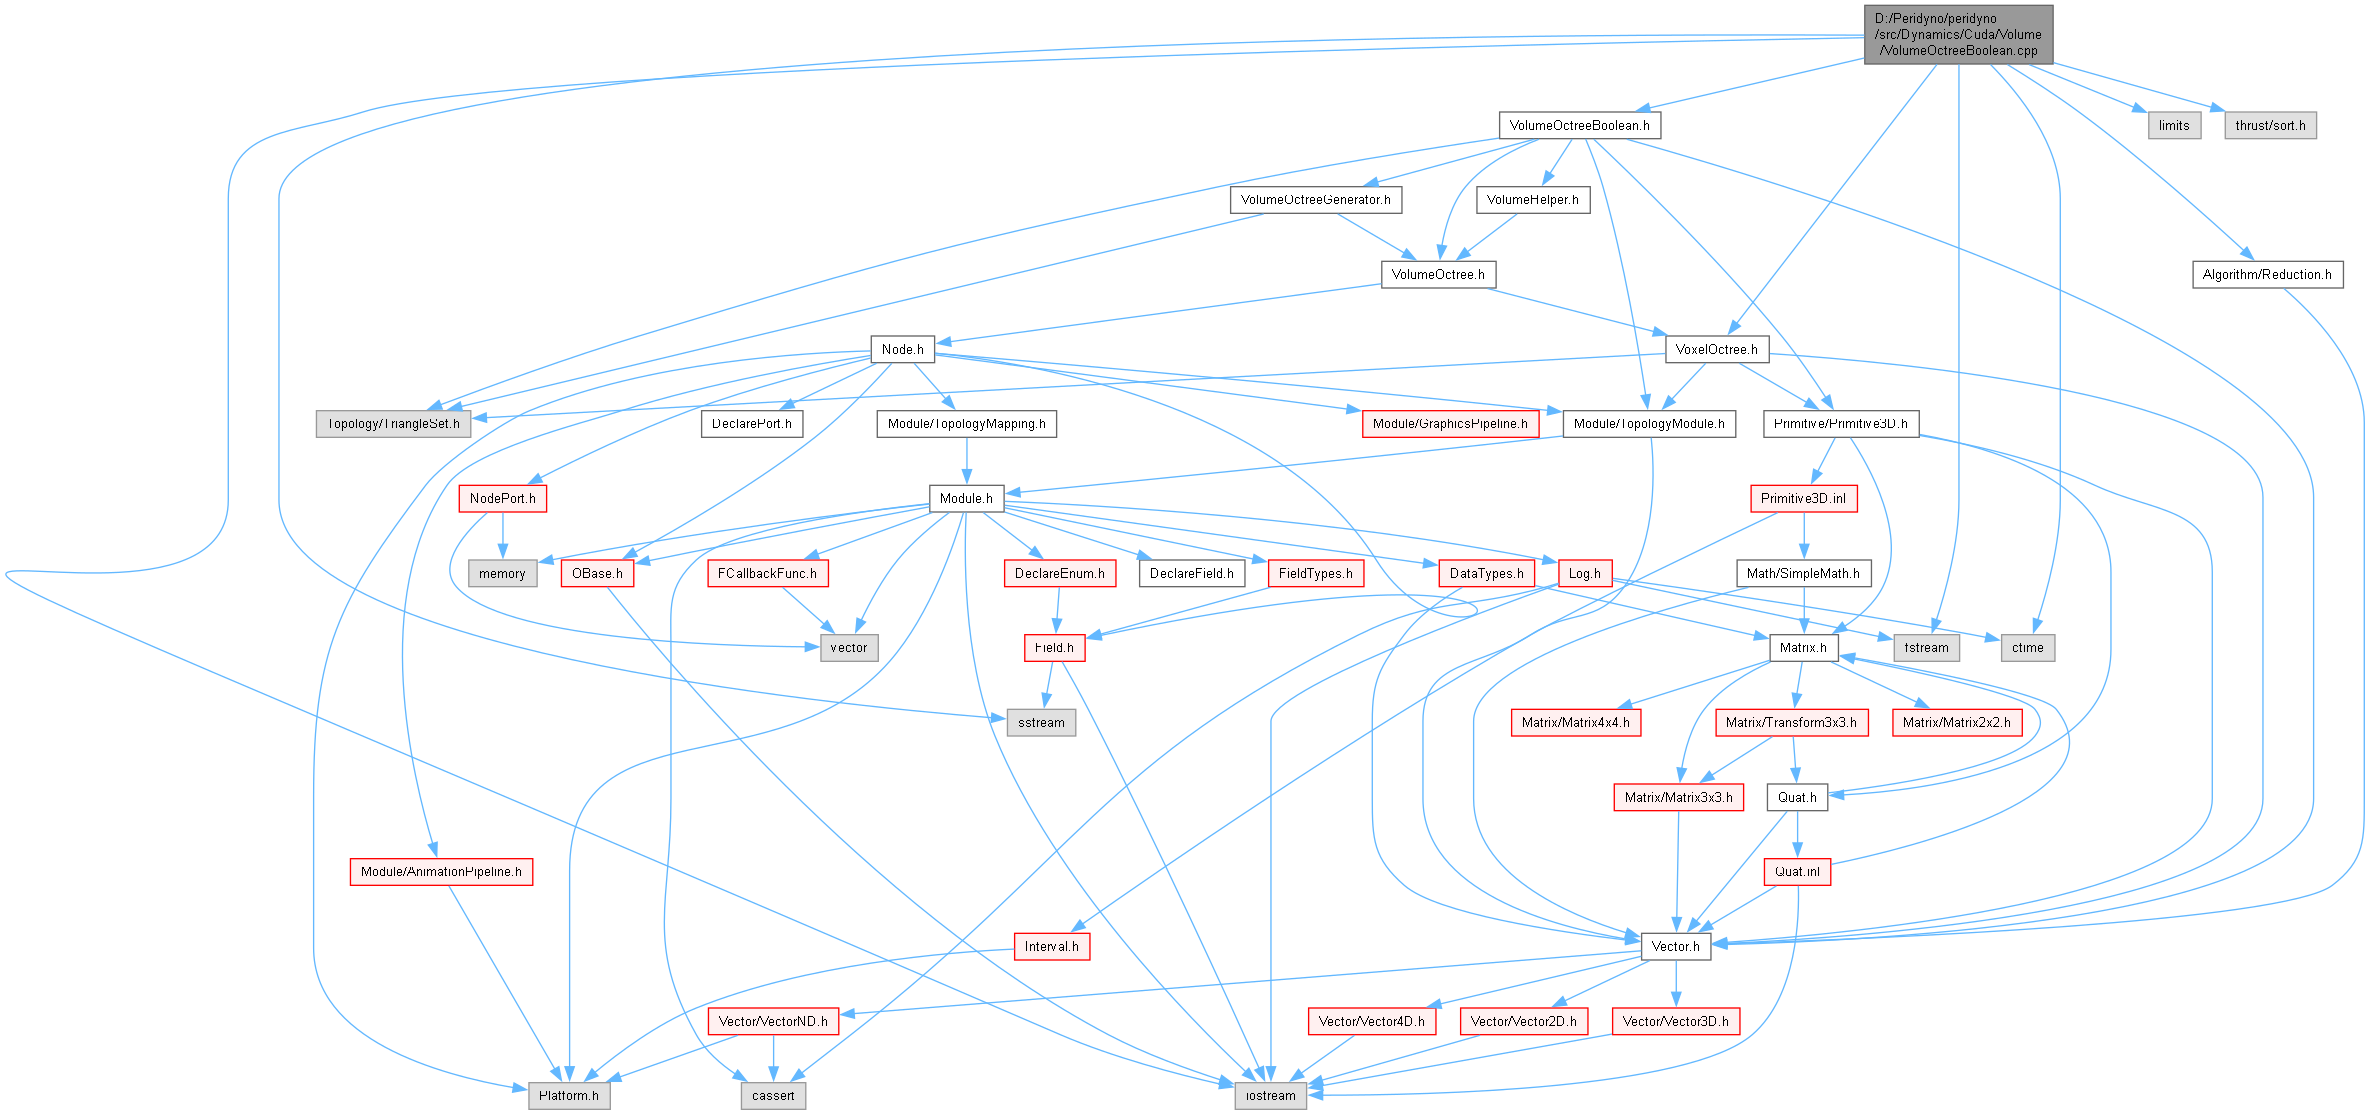 D:/Peridyno/peridyno
/src/Dynamics/Cuda/Volume
/VolumeOctreeBoolean.cpp
VolumeOctreeBoolean.h
limits
thrust/sort.h
VolumeOctreeGenerator.h
VolumeHelper.h
VolumeOctree.h
Algorithm/Reduction.h
Node.h
VoxelOctree.h
Topology/TriangleSet.h
DeclarePort.h
Module/TopologyMapping.h
Module/GraphicsPipeline.h
Module/TopologyModule.h
Primitive/Primitive3D.h
NodePort.h
Module.h
Primitive3D.inl
memory
OBase.h
FCallbackFunc.h
DeclareEnum.h
DeclareField.h
FieldTypes.h
DataTypes.h
Log.h
Math/SimpleMath.h
vector
Field.h
Matrix.h
fstream
ctime
sstream
Matrix/Matrix4x4.h
Matrix/Transform3x3.h
Matrix/Matrix2x2.h
Matrix/Matrix3x3.h
Quat.h
Module/AnimationPipeline.h
Quat.inl
Interval.h
Vector.h
Vector/VectorND.h
Vector/Vector4D.h
Vector/Vector2D.h
Vector/Vector3D.h
Platform.h
cassert
iostream